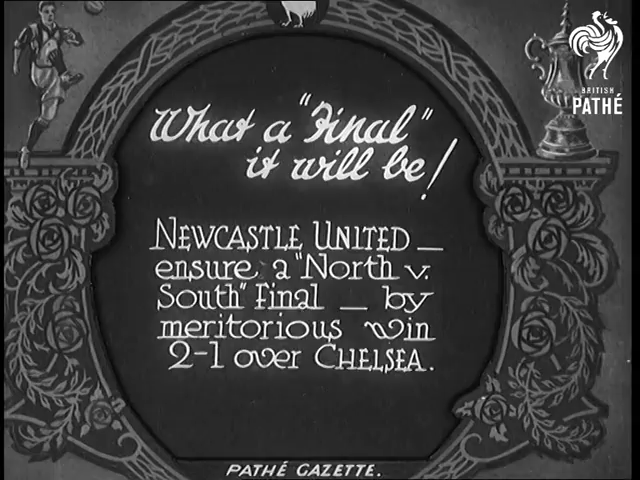 What a "Final"
it will be!
NEWCASTLE UNITED _
ensure a "North v.
South" Final _ by
meritorious win
2-1 over CHELSEA.
PATHÉ GAZETTE.
BRITISH
PATHÉ